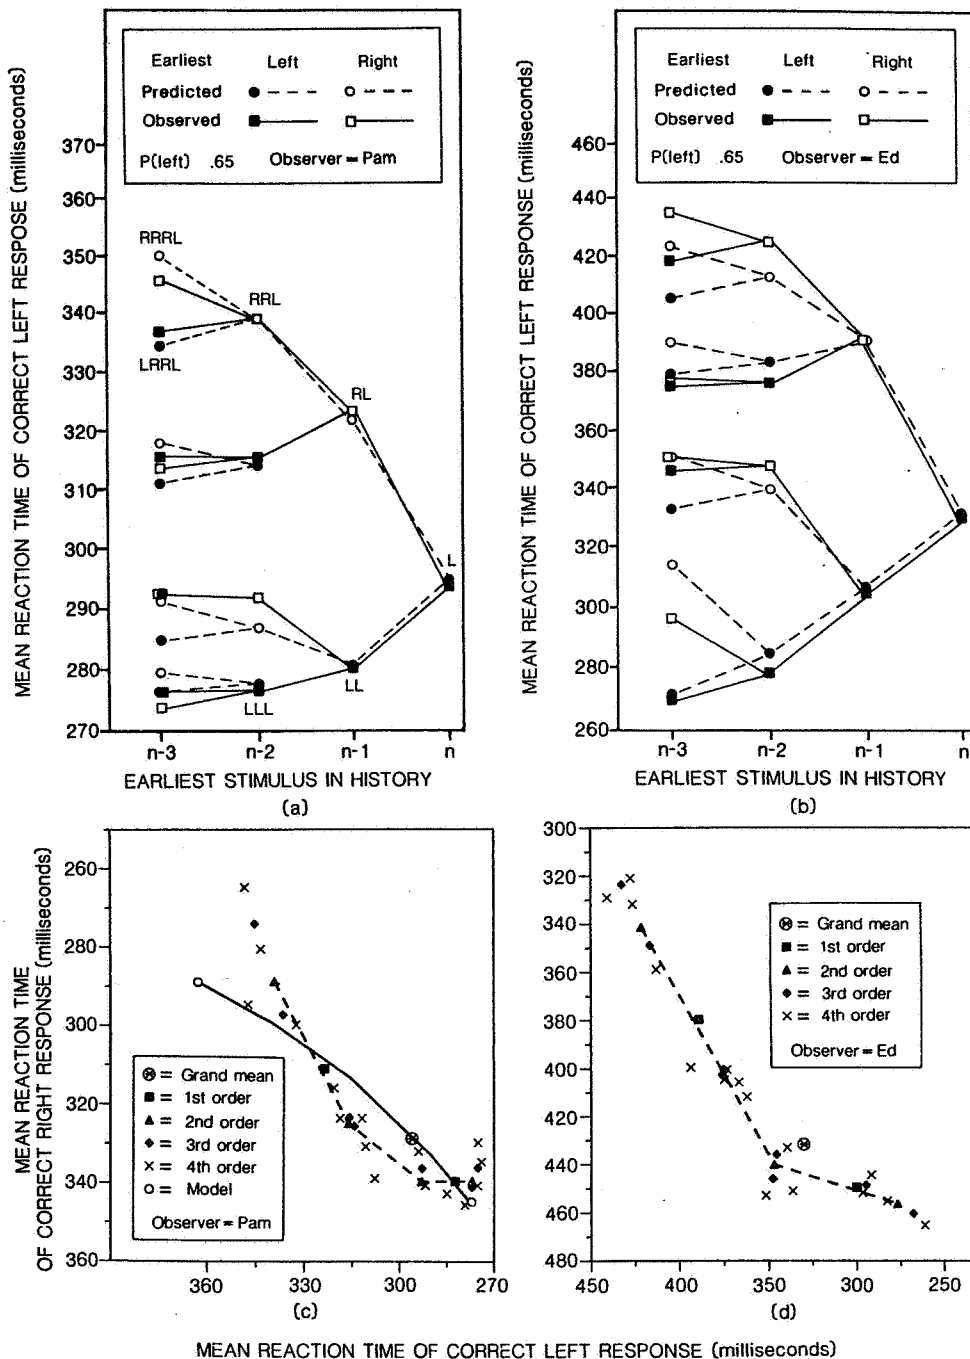 Earliest Left Right
Predicted
Observed
P(left) .65 Observer = Pam
MEAN REACTION TIME OF CORRECT LEFT RESPOSE (milliseconds)
370
360
350
340
330
320
310
300
290
280
270
RRRL
LRRL
RRL
RL
L
LL
LLL
n-3 n-2 n-1 n
EARLIEST STIMULUS IN HISTORY
(a)
Earliest Left Right
Predicted
Observed
P(left) .65 Observer = Ed
MEAN REACTION TIME OF CORRECT LEFT RESPONSE (milliseconds)
460
440
420
390
380
350
340
300
270
260
n-3 n-2 n-1 n
EARLIEST STIMULUS IN HISTORY
(b)
MEAN REACTION TIME
OF CORRECT RIGHT RESPONSE (milliseconds)
260
280
300
320
340
360
= Grand mean
= 1st order
= 2nd order
= 3rd order
= 4th order
= Model
Observer = Pam
360 330 300 270
(c)
300
320
340
360
380
400
420
440
460
480
= Grand mean
= 1st order
= 2nd order
= 3rd order
= 4th order
Observer = Ed
450 400 350 300 250
(d)
MEAN REACTION TIME OF CORRECT LEFT RESPONSE (milliseconds)